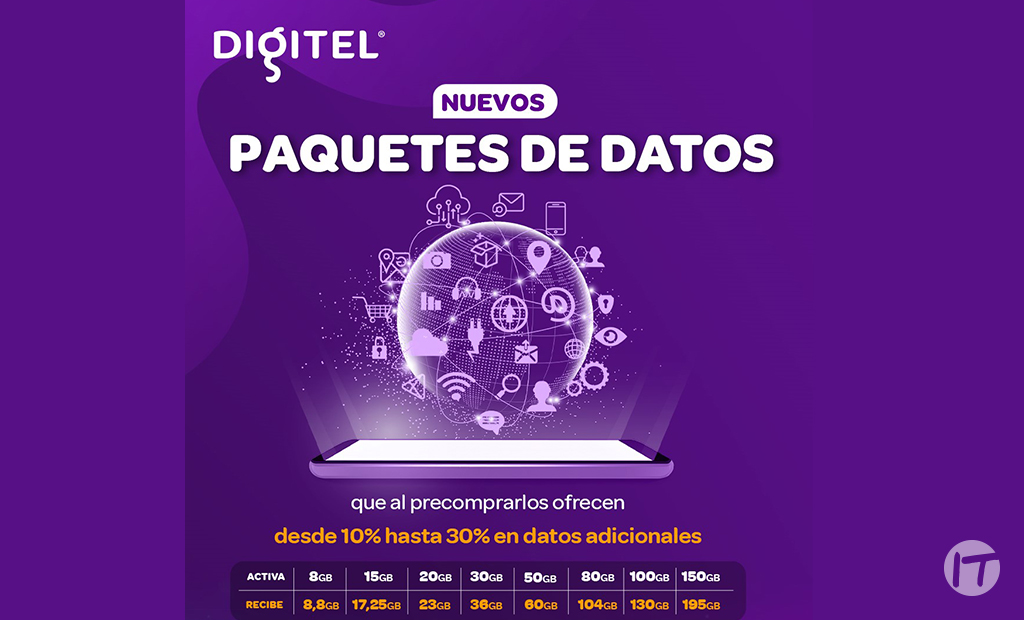 DIGITEL®
NUEVOS
PAQUETES DE DATOS
que al precomprarlos ofrecen
desde 10% hasta 30% en datos adicionales
ACTIVA 8GB 15GB 20GB 30GB 50GB 80GB 100GB 150GB
RECIBE 8,8GB 17,25GB 23GB 36GB 60GB 104GB 130GB 195GB
IT